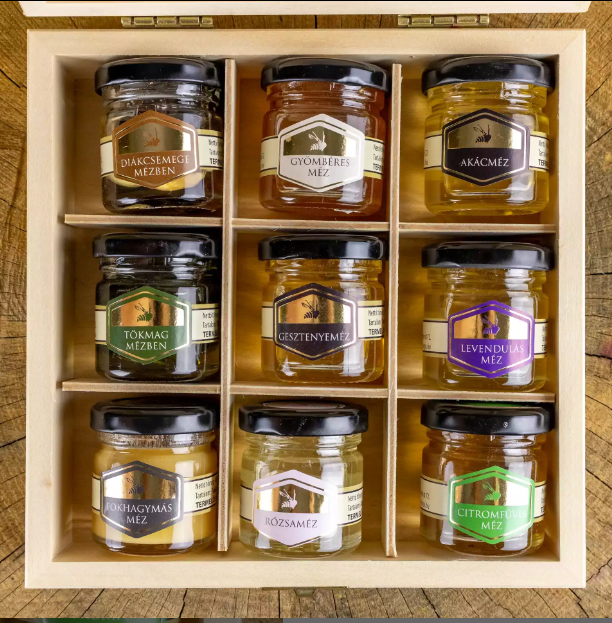 DIÁKCSEMEGE
MÉZBEN
GYÖMBÉRES
MÉZ
AKÁCMÉZ
TÖKMAG
MÉZBEN
GESZTENYEMÉZ
LEVENDULÁS
MÉZ
FOKHAGYMÁS
MÉZ
RÓZSAMÉZ
CITROMFÜVES
MÉZ